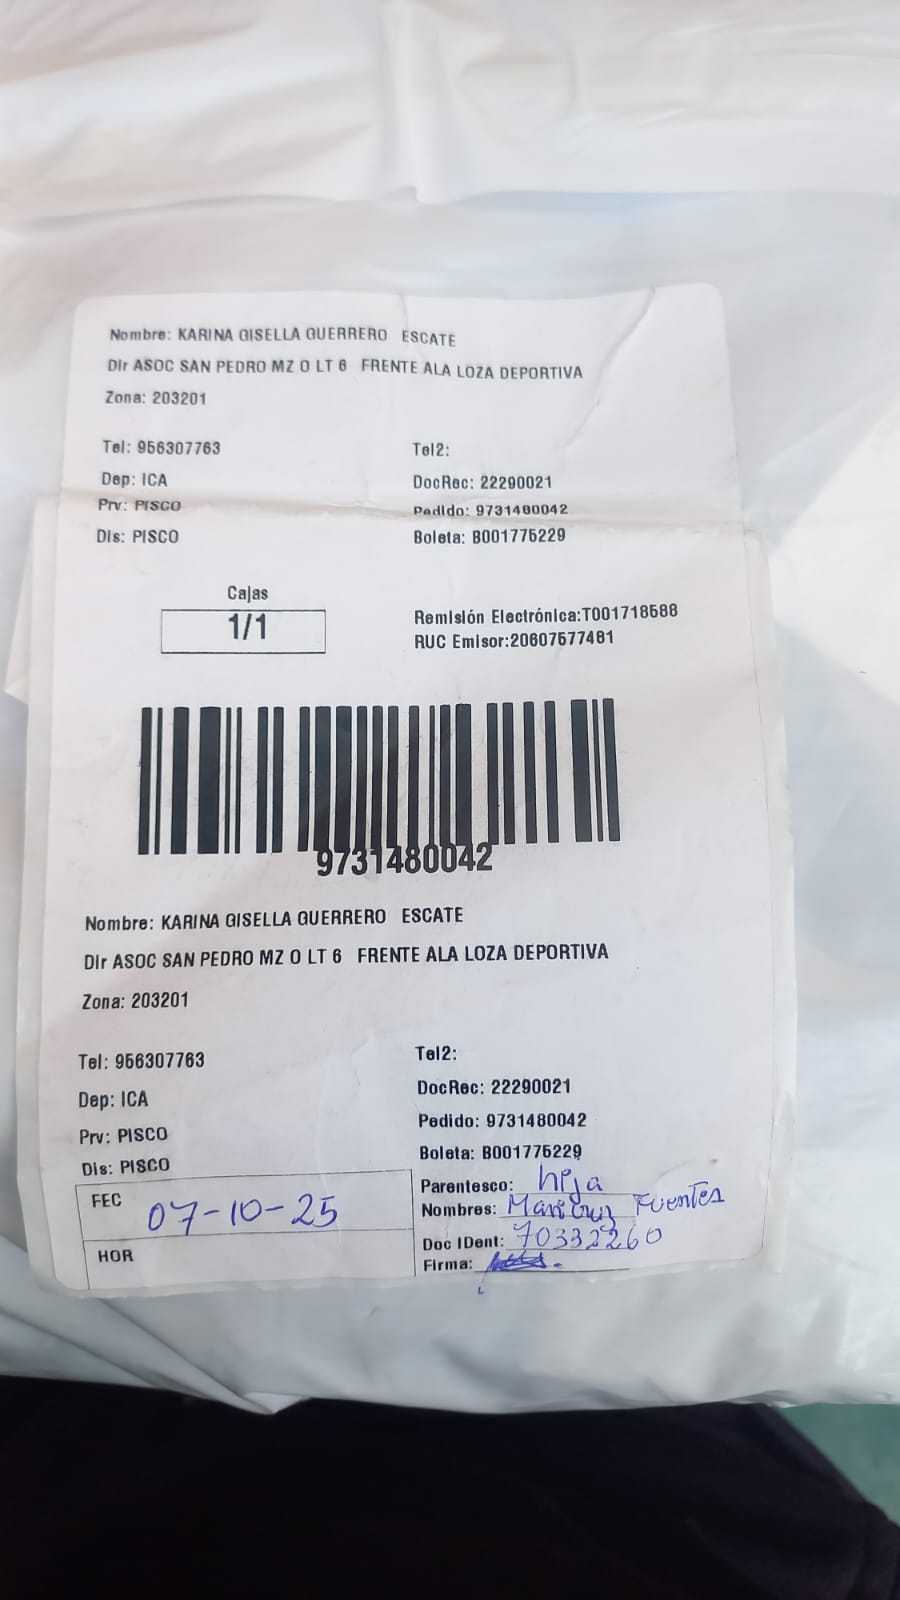 Nombre: KARINA GISELLA GUERRERO ESCATE
Dir ASOC SAN PEDRO MZ O LT 6 FRENTE ALA LOZA DEPORTIVA
Zona: 203201
Tel: 956307763 Tel2:
Dep: ICA DocRec: 22290021
Prv: PISCO Pedido: 9731480042
Dis: PISCO Boleta: B001775229
Cajas
1/1
Remisión Electrónica:T001718588
RUC Emisor:20607577481
9731480042
Nombre: KARINA GISELLA GUERRERO ESCATE
Dir ASOC SAN PEDRO MZ O LT 6 FRENTE ALA LOZA DEPORTIVA
Zona: 203201
Tel: 956307763 Tel2:
Dep: ICA DocRec: 22290021
Prv: PISCO Pedido: 9731480042
Dis: PISCO Boleta: B001775229
FEC 07-10-25 Parentesco: hija
Nombres: Maricruz Fuentes
HOR Doc IDent: 70332260
Firma: